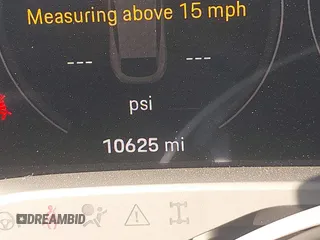 Measuring above 15 mph
--- ---
psi
10625 mi
DREAMBID